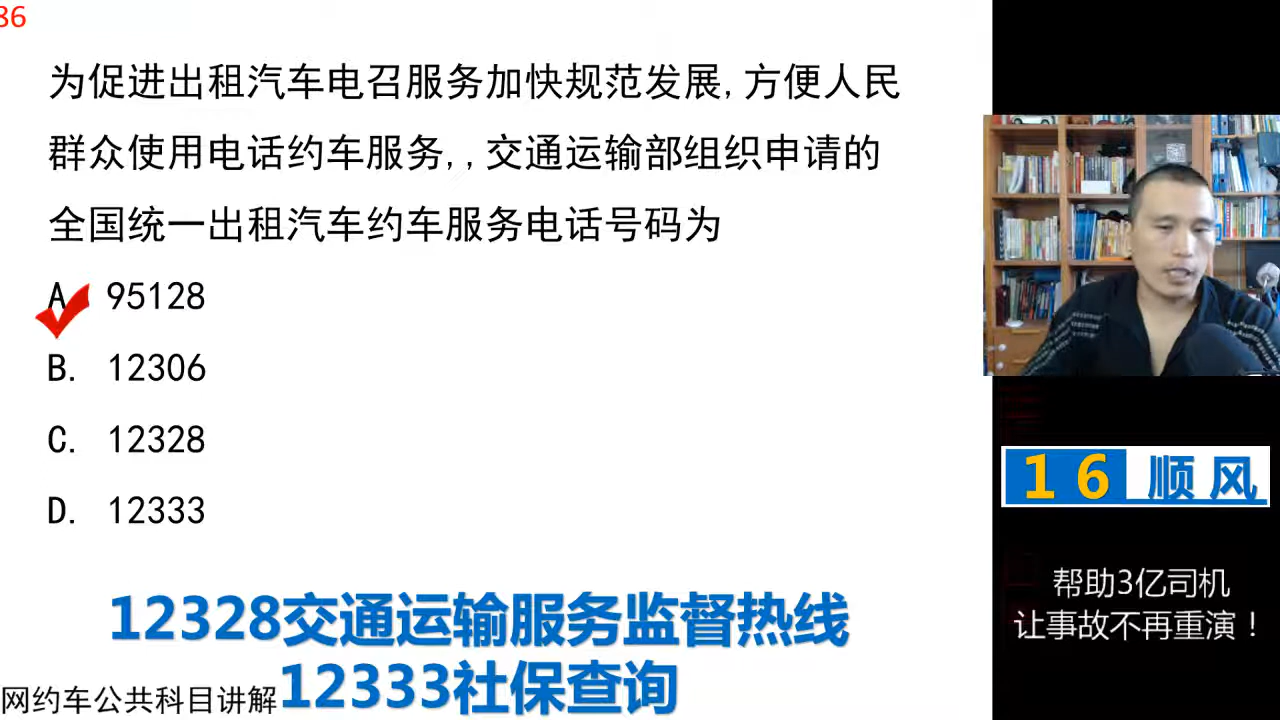 86
为促进出租汽车电召服务加快规范发展,方便人民
群众使用电话约车服务,,交通运输部组织申请的
全国统一出租汽车约车服务电话号码为
A 95128
B. 12306
C. 12328
D. 12333
12328交通运输服务监督热线
12333社保查询
网约车公共科目讲解
16顺风
帮助3亿司机
让事故不再重演！